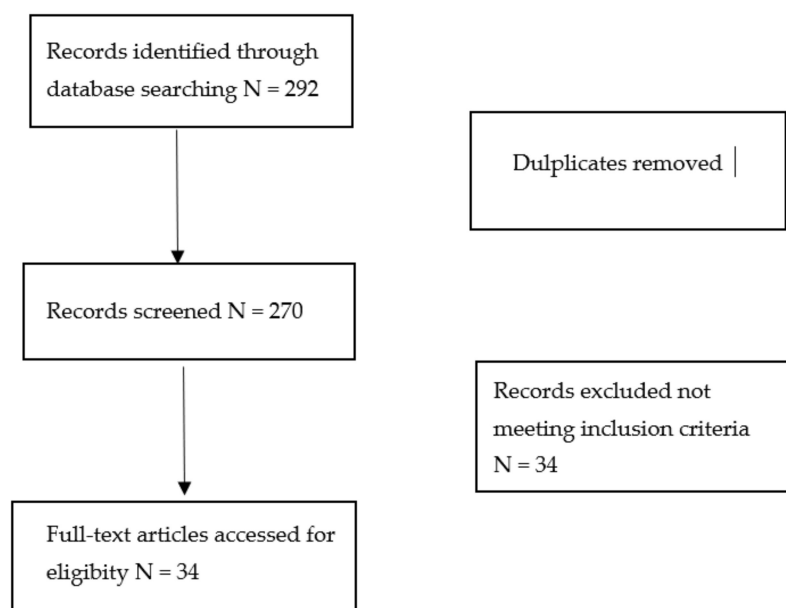 Records identified through
database searching N = 292
Dulplicates removed
Records screened N = 270
Records excluded not
meeting inclusion criteria
N = 34
Full-text articles accessed for
eligibity N = 34